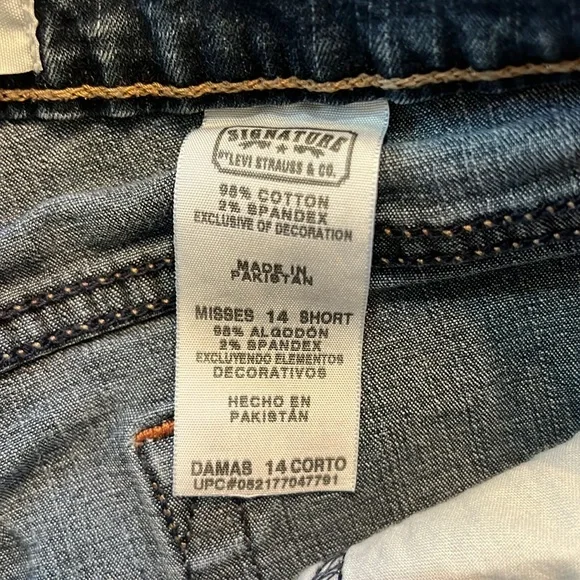 SIGNATURE
BY LEVI STRAUSS & CO.
98% COTTON
2% SPANDEX
EXCLUSIVE OF DECORATION
MADE IN
PAKISTAN
MISSES 14 SHORT
98% ALGODÓN
2% SPANDEX
EXCLUYENDO ELEMENTOS
DECORATIVOS
HECHO EN
PAKISTÁN
DAMAS 14 CORTO
UPC#052177047791